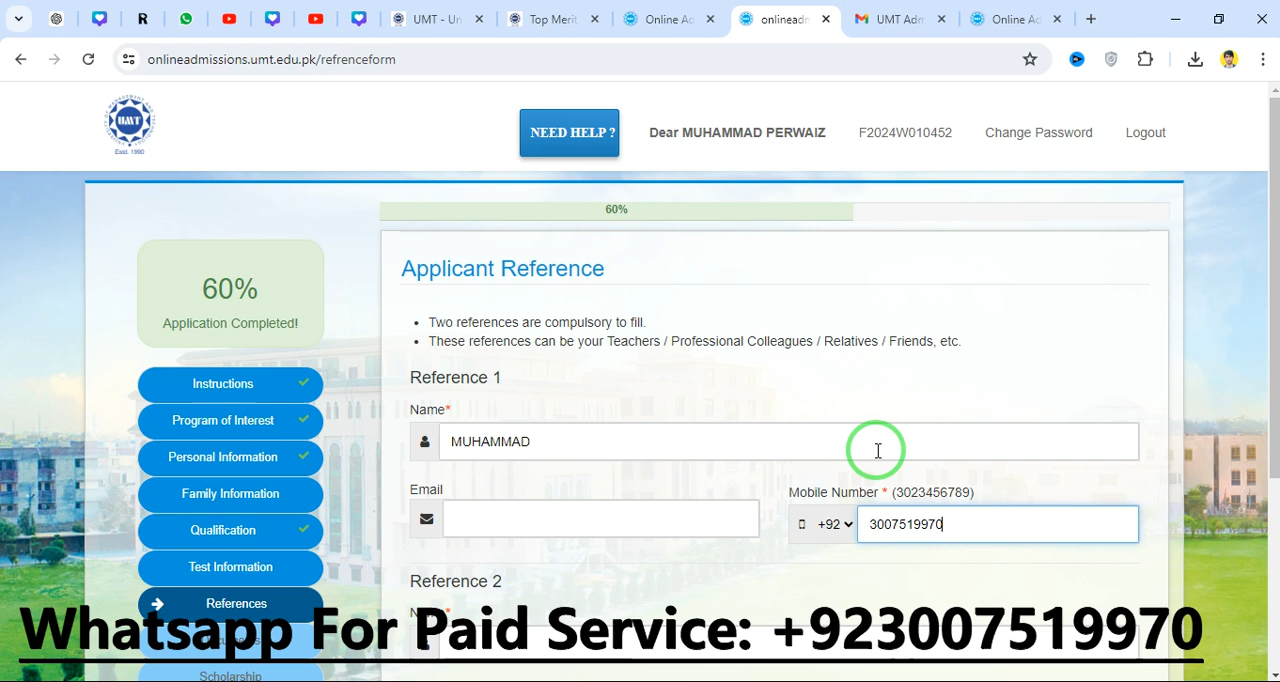 UMT - Un
Top Merit
Online Ad
onlineadm
UMT Adm
Online Ad
onlineadmissions.umt.edu.pk/refrenceform
UMT
Estd. 1990
NEED HELP ?
Dear MUHAMMAD PERWAIZ
F2024W010452
Change Password
Logout
60%
60%
Application Completed!
Instructions
Program of Interest
Personal Information
Family Information
Qualification
Test Information
References
Scholarship
Applicant Reference
Two references are compulsory to fill.
These references can be your Teachers / Professional Colleagues / Relatives / Friends, etc.
Reference 1
Name*
MUHAMMAD
Email
Mobile Number * (3023456789)
+92
3007519970
Reference 2
Whatsapp For Paid Service: +923007519970